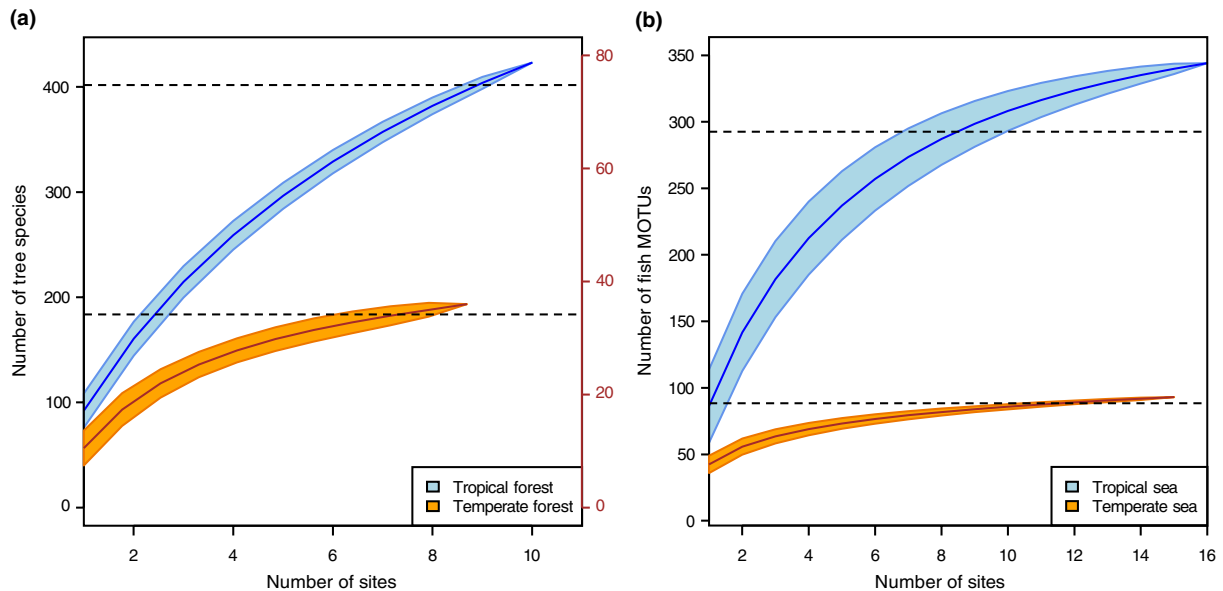 (a)
Number of tree species
400
300
200
100
0
80
60
40
20
0
Tropical forest
Temperate forest
2 4 6 8 10
Number of sites
(b)
Number of fish MOTUs
350
300
250
200
150
100
50
0
Tropical sea
Temperate sea
2 4 6 8 10 12 14 16
Number of sites